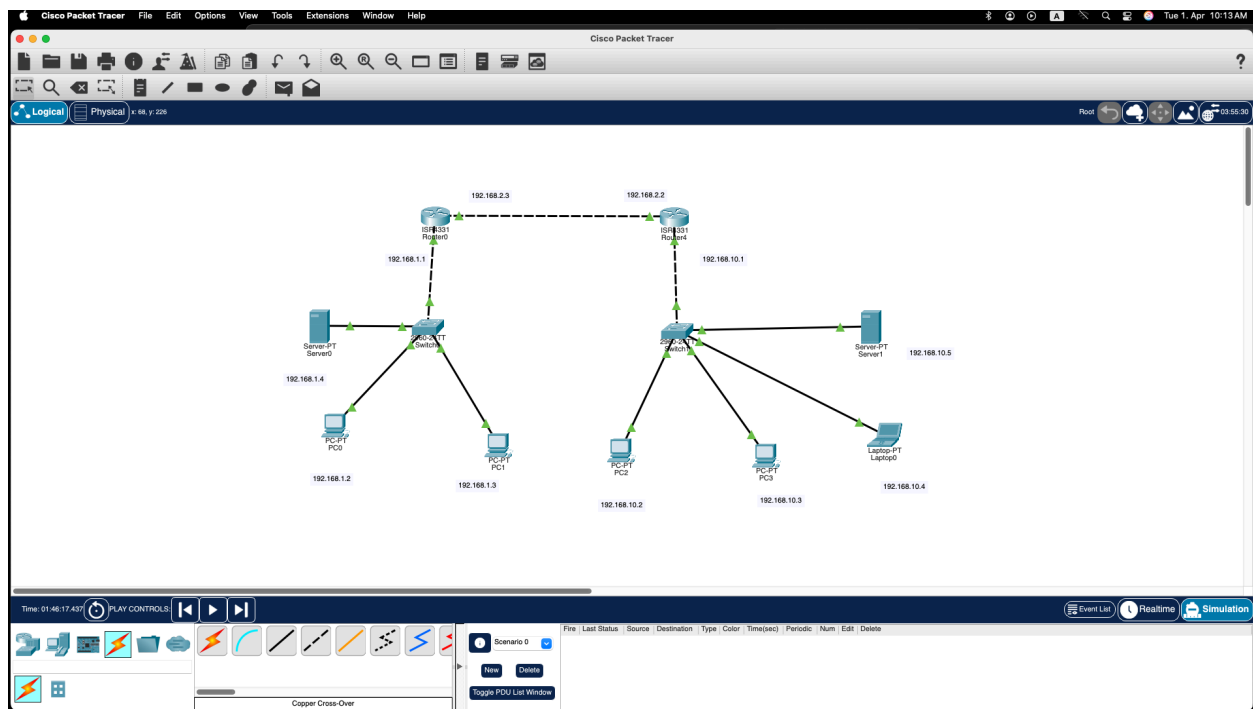 Cisco Packet Tracer File Edit Options View Tools Extensions Window Help
A
Tue 1. Apr 10:13 AM
Cisco Packet Tracer
?
Logical
Physical
x: 68, y: 226
Root
03:55:30
192.168.2.3
192.168.2.2
ISR4331
Router0
ISR4331
Router4
192.168.1.1
192.168.10.1
Server-PT
Server0
2960-24TT
2960-24TT
Server-PT
Server1
192.168.10.5
192.168.1.4
PC-PT
PC0
PC-PT
PC1
PC-PT
PC2
PC-PT
PC3
Laptop-PT
Laptop0
192.168.1.2
192.168.1.3
192.168.10.2
192.168.10.3
192.168.10.4
Time: 01:46:17.437
PLAY CONTROLS:
Event List
Realtime
Simulation
Scenario 0
New
Delete
Toggle PDU List Window
Fire Last Status Source Destination Type Color Time(sec) Periodic Num Edit Delete
Copper Cross-Over